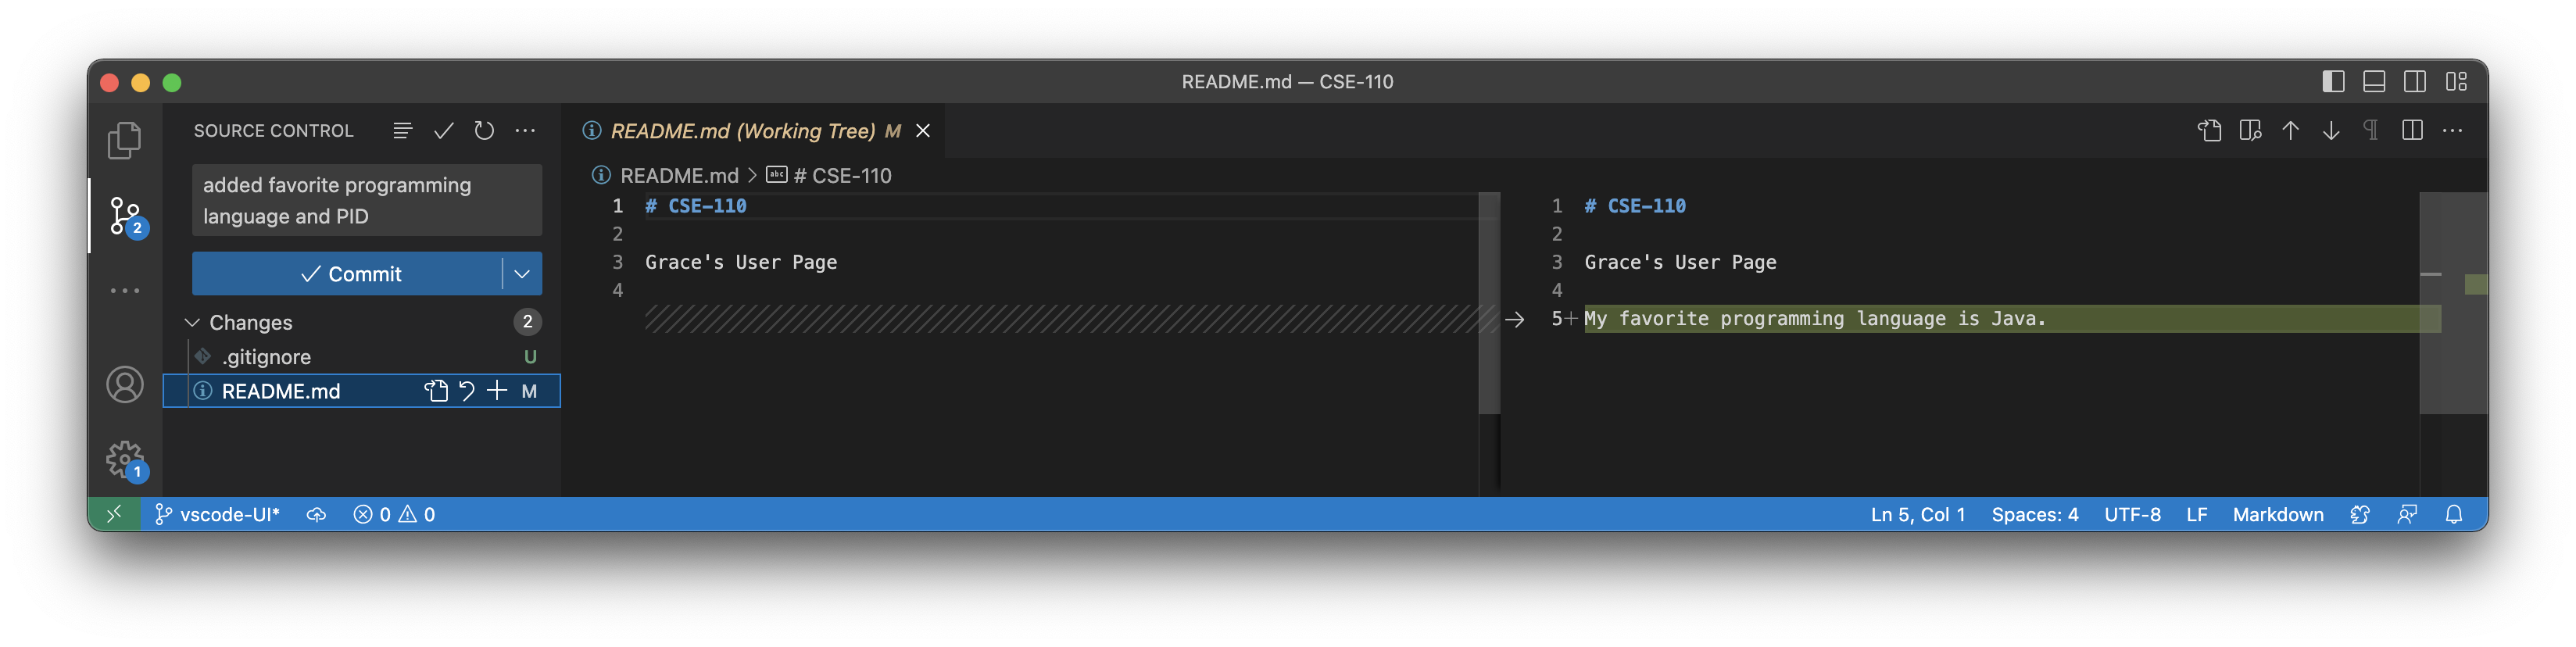 README.md — CSE-110
SOURCE CONTROL
README.md (Working Tree) M
added favorite programming
language and PID
README.md > abc # CSE-110
2
Commit
Changes 2
.gitignore U
README.md M
1
1 # CSE-110
2
3 Grace's User Page
4
1 # CSE-110
2
3 Grace's User Page
4
5+ My favorite programming language is Java.
vscode-UI* 0 0 Ln 5, Col 1 Spaces: 4 UTF-8 LF Markdown